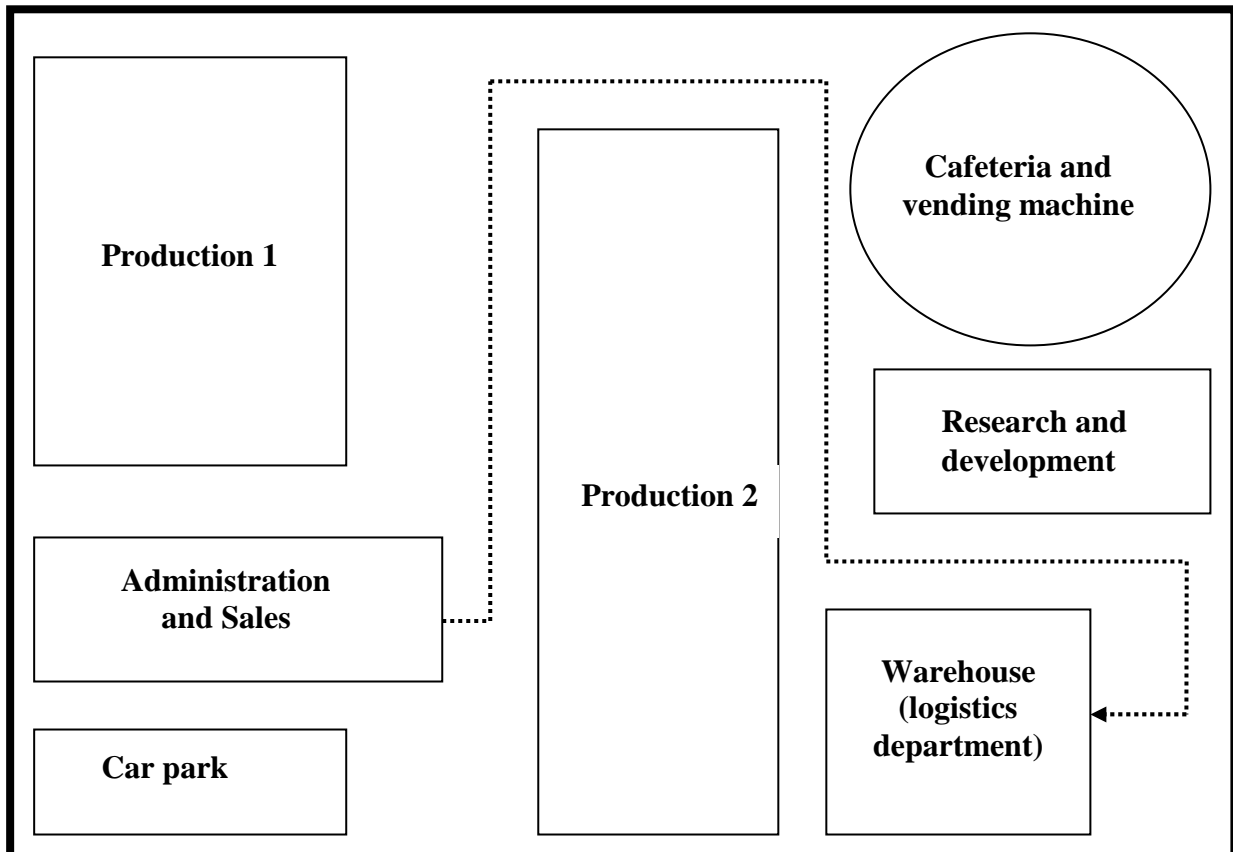 Production 1
Cafeteria and
vending machine
Research and
development
Production 2
Administration
and Sales
Warehouse
(logistics
department)
Car park